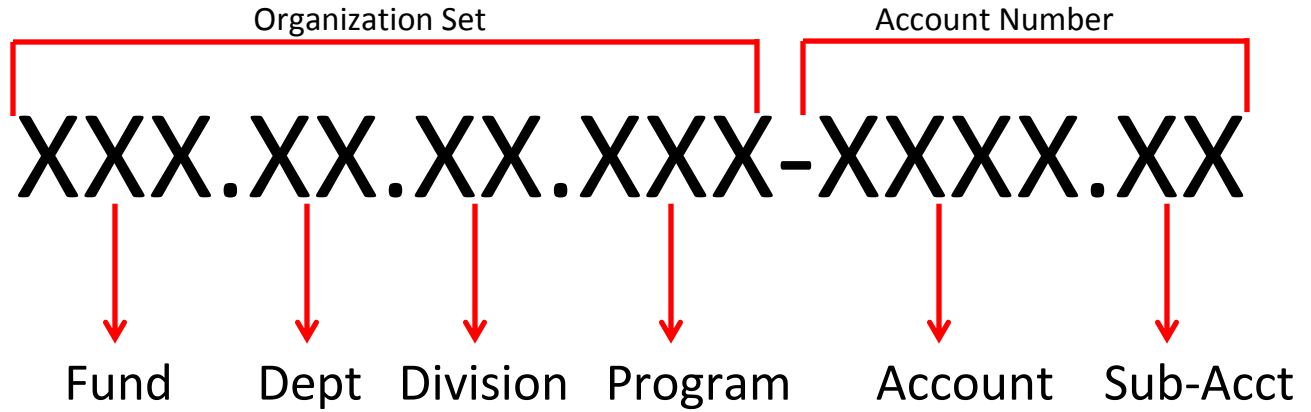 Organization Set Account Number
XXX.XX.XX.XXX-XXXX.XX
Fund Dept Division Program Account Sub-Acct